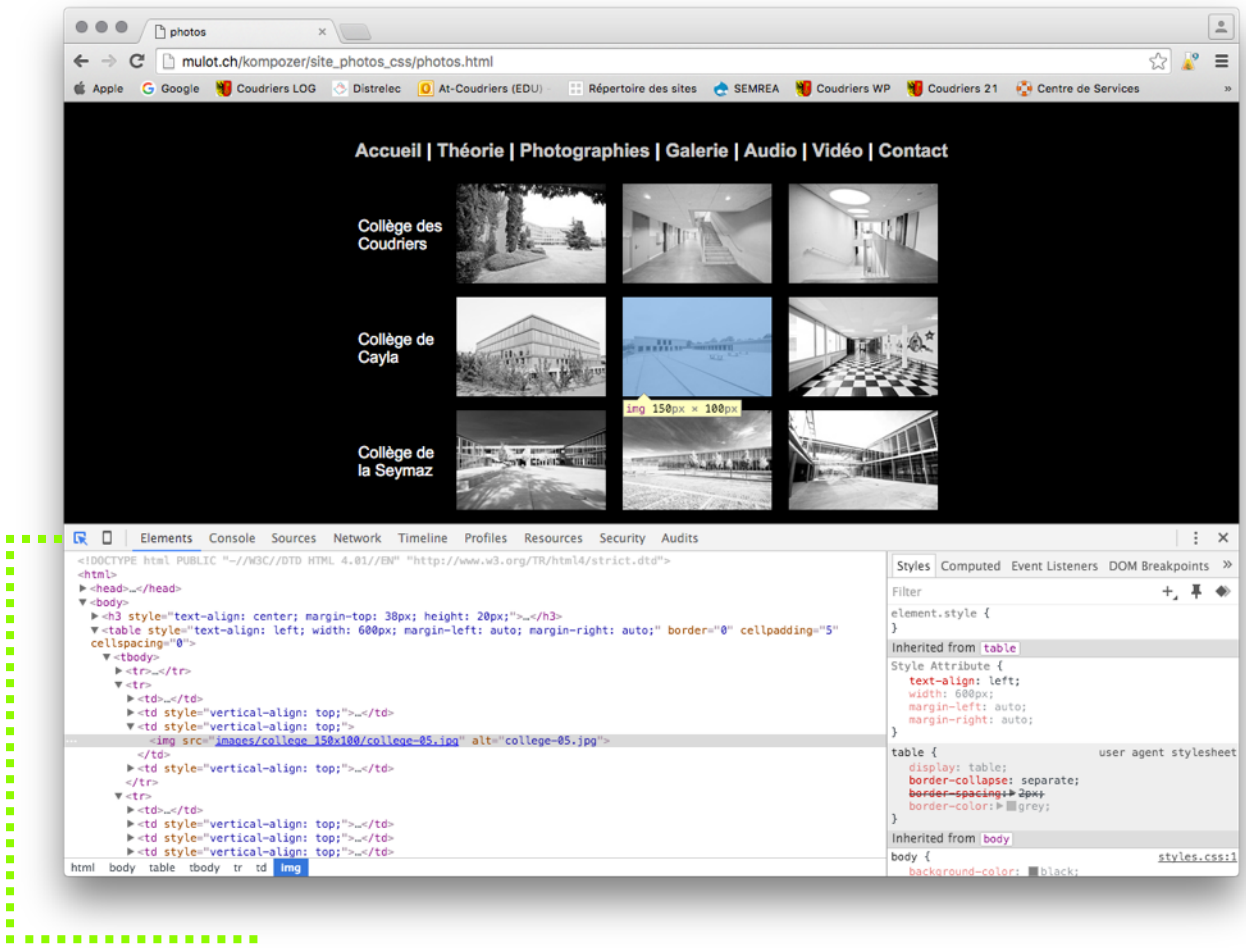 photos
mulot.ch/kompozer/site_photos_css/photos.html
Apple Google Coudriers LOG Distrelec At-Coudriers (EDU) Répertoire des sites SEMREA Coudriers WP Coudriers 21 Centre de Services »
Accueil | Théorie | Photographies | Galerie | Audio | Vidéo | Contact
Collège des
Coudriers
Collège de
Cayla
img 150px × 100px
Collège de
la Seymaz
Elements Console Sources Network Timeline Profiles Resources Security Audits
<!DOCTYPE html PUBLIC "-//W3C//DTD HTML 4.01//EN" "http://www.w3.org/TR/html4/strict.dtd">
<html>
▶<head>…</head>
▼<body>
▶<h3 style="text-align: center; margin-top: 38px; height: 20px;">…</h3>
▼<table style="text-align: left; width: 600px; margin-left: auto; margin-right: auto;" border="0" cellpadding="5"
cellspacing="0">
▼<tbody>
▶<tr>…</tr>
▼<tr>
▶<td>…</td>
▶<td style="vertical-align: top;">…</td>
▼<td style="vertical-align: top;">
<img src="images/college_150x100/college-05.jpg" alt="college-05.jpg">
</td>
▶<td style="vertical-align: top;">…</td>
</tr>
▼<tr>
▶<td>…</td>
▶<td style="vertical-align: top;">…</td>
▶<td style="vertical-align: top;">…</td>
▶<td style="vertical-align: top;">…</td>
html body table tbody tr td img
Styles Computed Event Listeners DOM Breakpoints »
Filter
element.style {
}
Inherited from table
Style Attribute {
text-align: left;
width: 600px;
margin-left: auto;
margin-right: auto;
}
table { user agent stylesheet
display: table;
border-collapse: separate;
border-spacing:▶2px;
border-color:▶grey;
}
Inherited from body
body { styles.css:1
background-color: black;